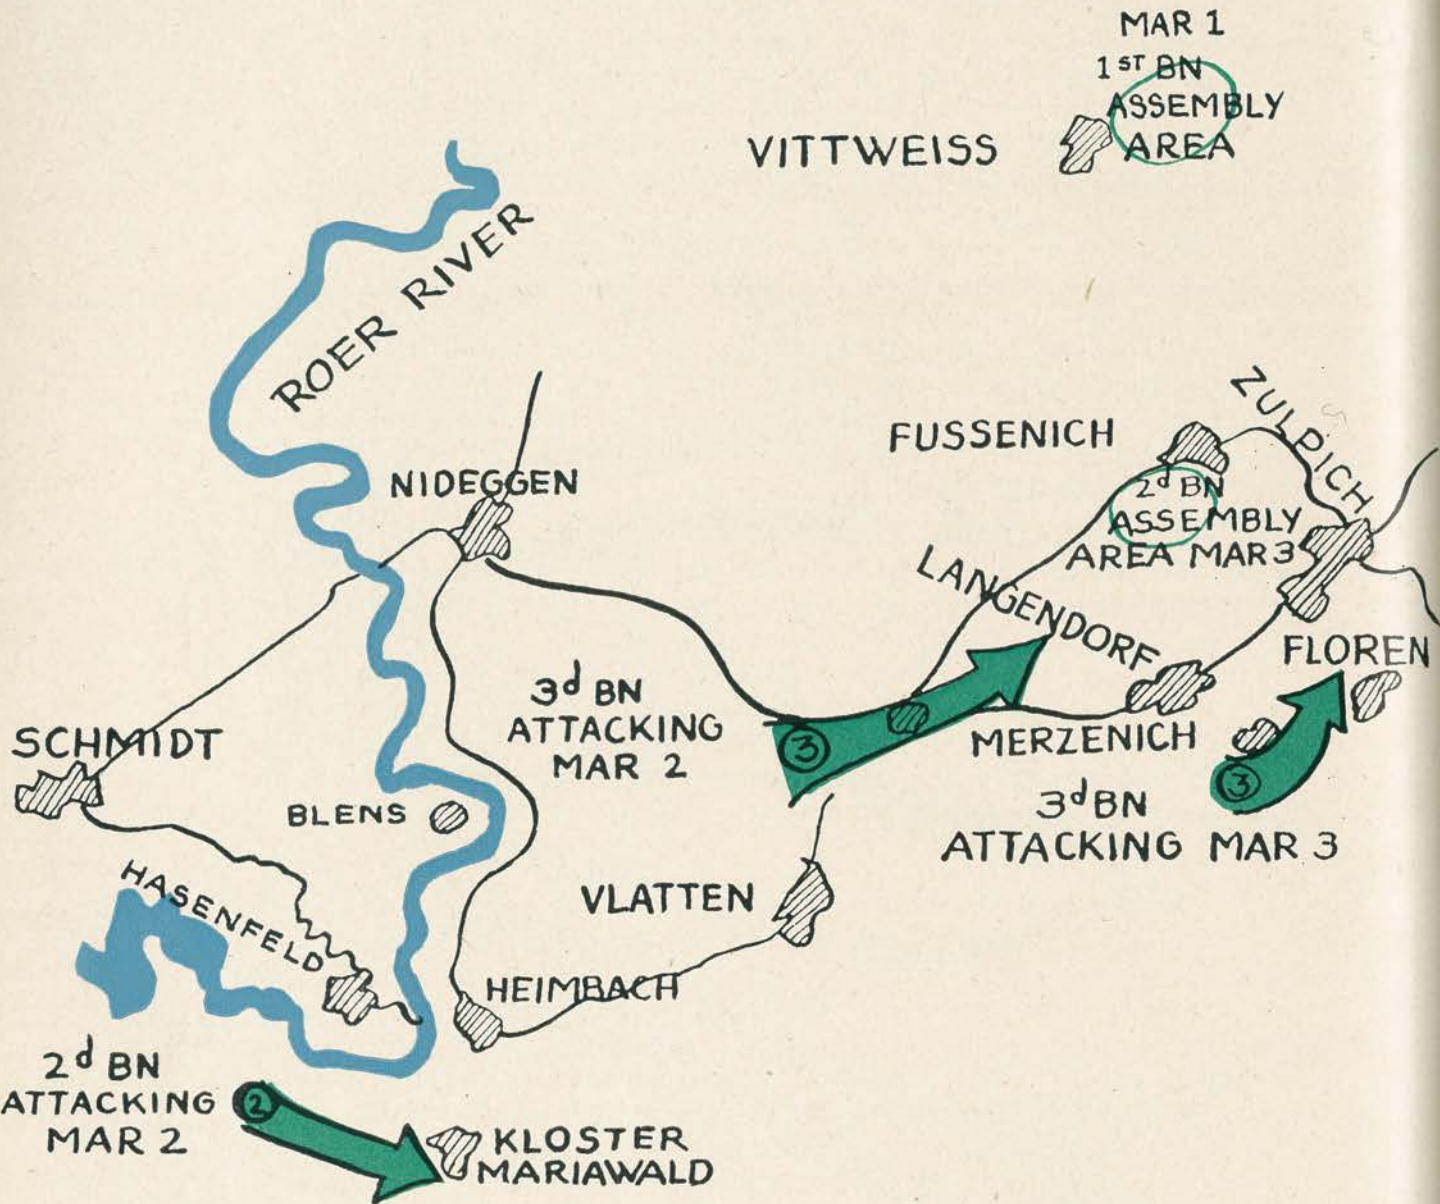 MAR 1
1ST BN
ASSEMBLY
AREA
VITTWEISS
ROER RIVER
ZULPICH
FUSSENICH
NIDEGGEN
2d BN
ASSEMBLY
AREA MAR 3
LANGENDORF
FLOREN
3d BN
ATTACKING
MAR 2
3
SCHMIDT
MERZENICH
3
3d BN
ATTACKING MAR 3
BLENS
HASENFELD
VLATTEN
HEIMBACH
2d BN
ATTACKING
MAR 2
2
KLOSTER
MARIAWALD